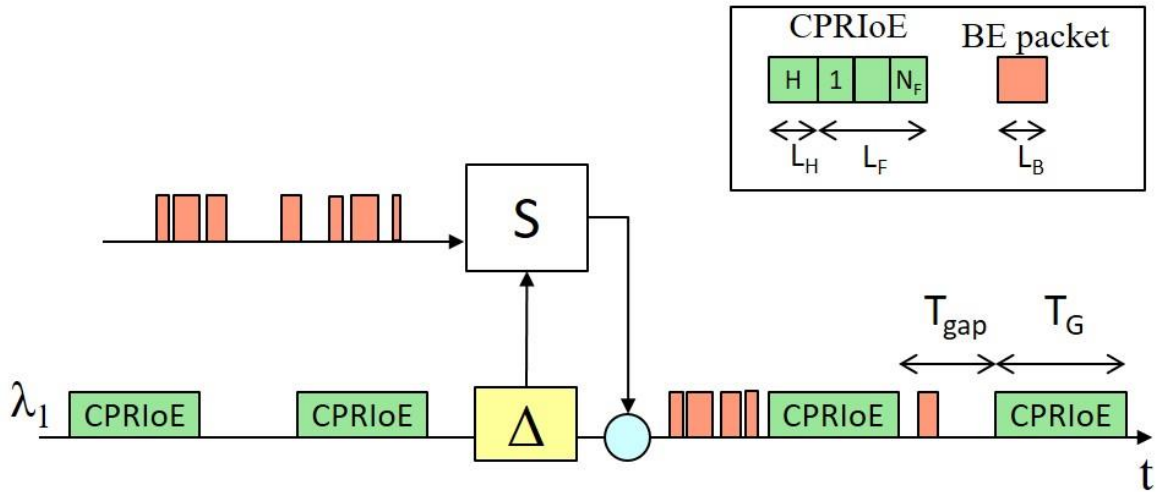 CPRIoE BE packet
H 1 N_F
L_H L_F L_B
S
T_gap T_G
λ₁ CPRIoE CPRIoE Δ CPRIoE CPRIoE
t